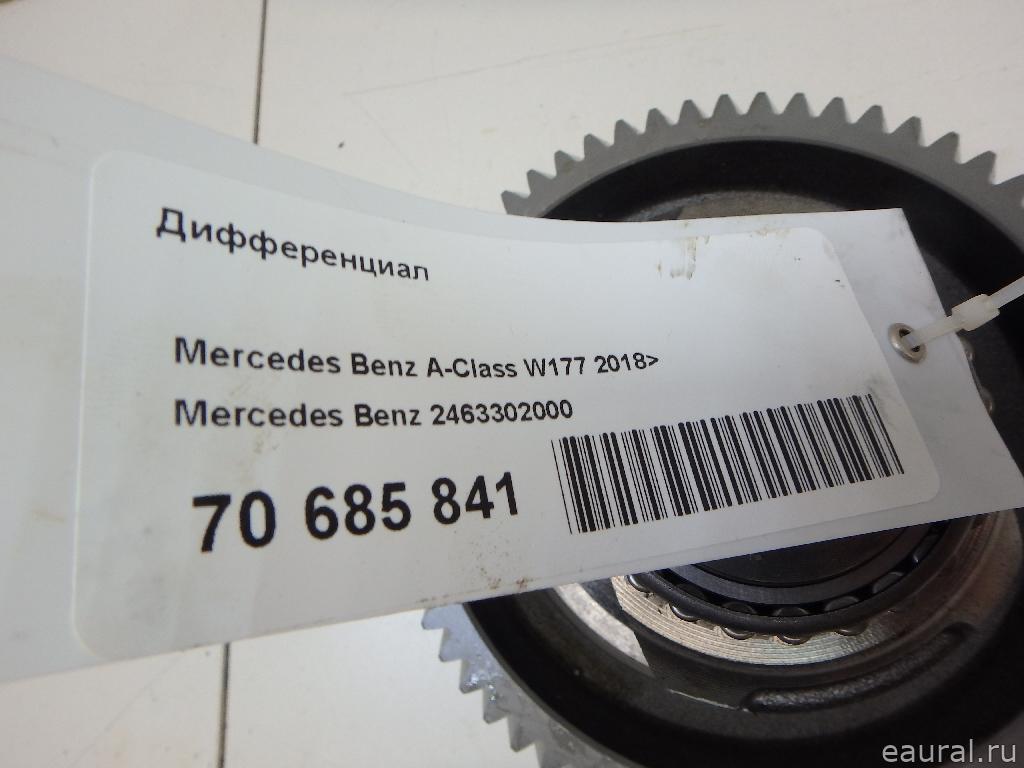 Дифференциал
Mercedes Benz A-Class W177 2018>
Mercedes Benz 2463302000
70 685 841
eaural.ru